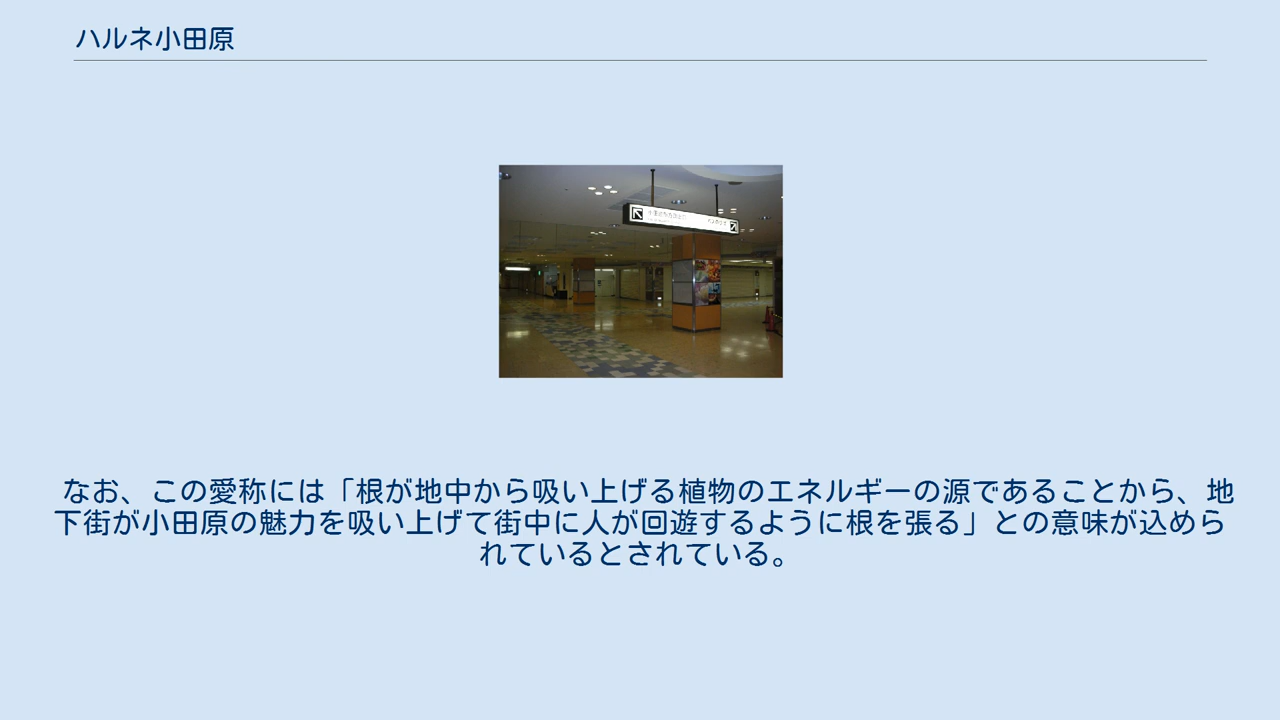 ハルネ小田原
なお、この愛称には「根が地中から吸い上げる植物のエネルギーの源であることから、地
下街が小田原の魅力を吸い上げて街中に人が回遊するように根を張る」との意味が込めら
れているとされている。